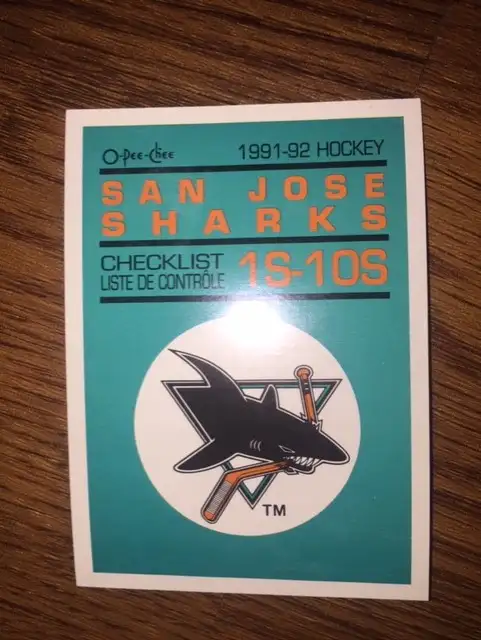 O-Pee-Chee 1991-92 HOCKEY
SAN JOSE
SHARKS
CHECKLIST 1S-10S
LISTE DE CONTRÔLE
TM